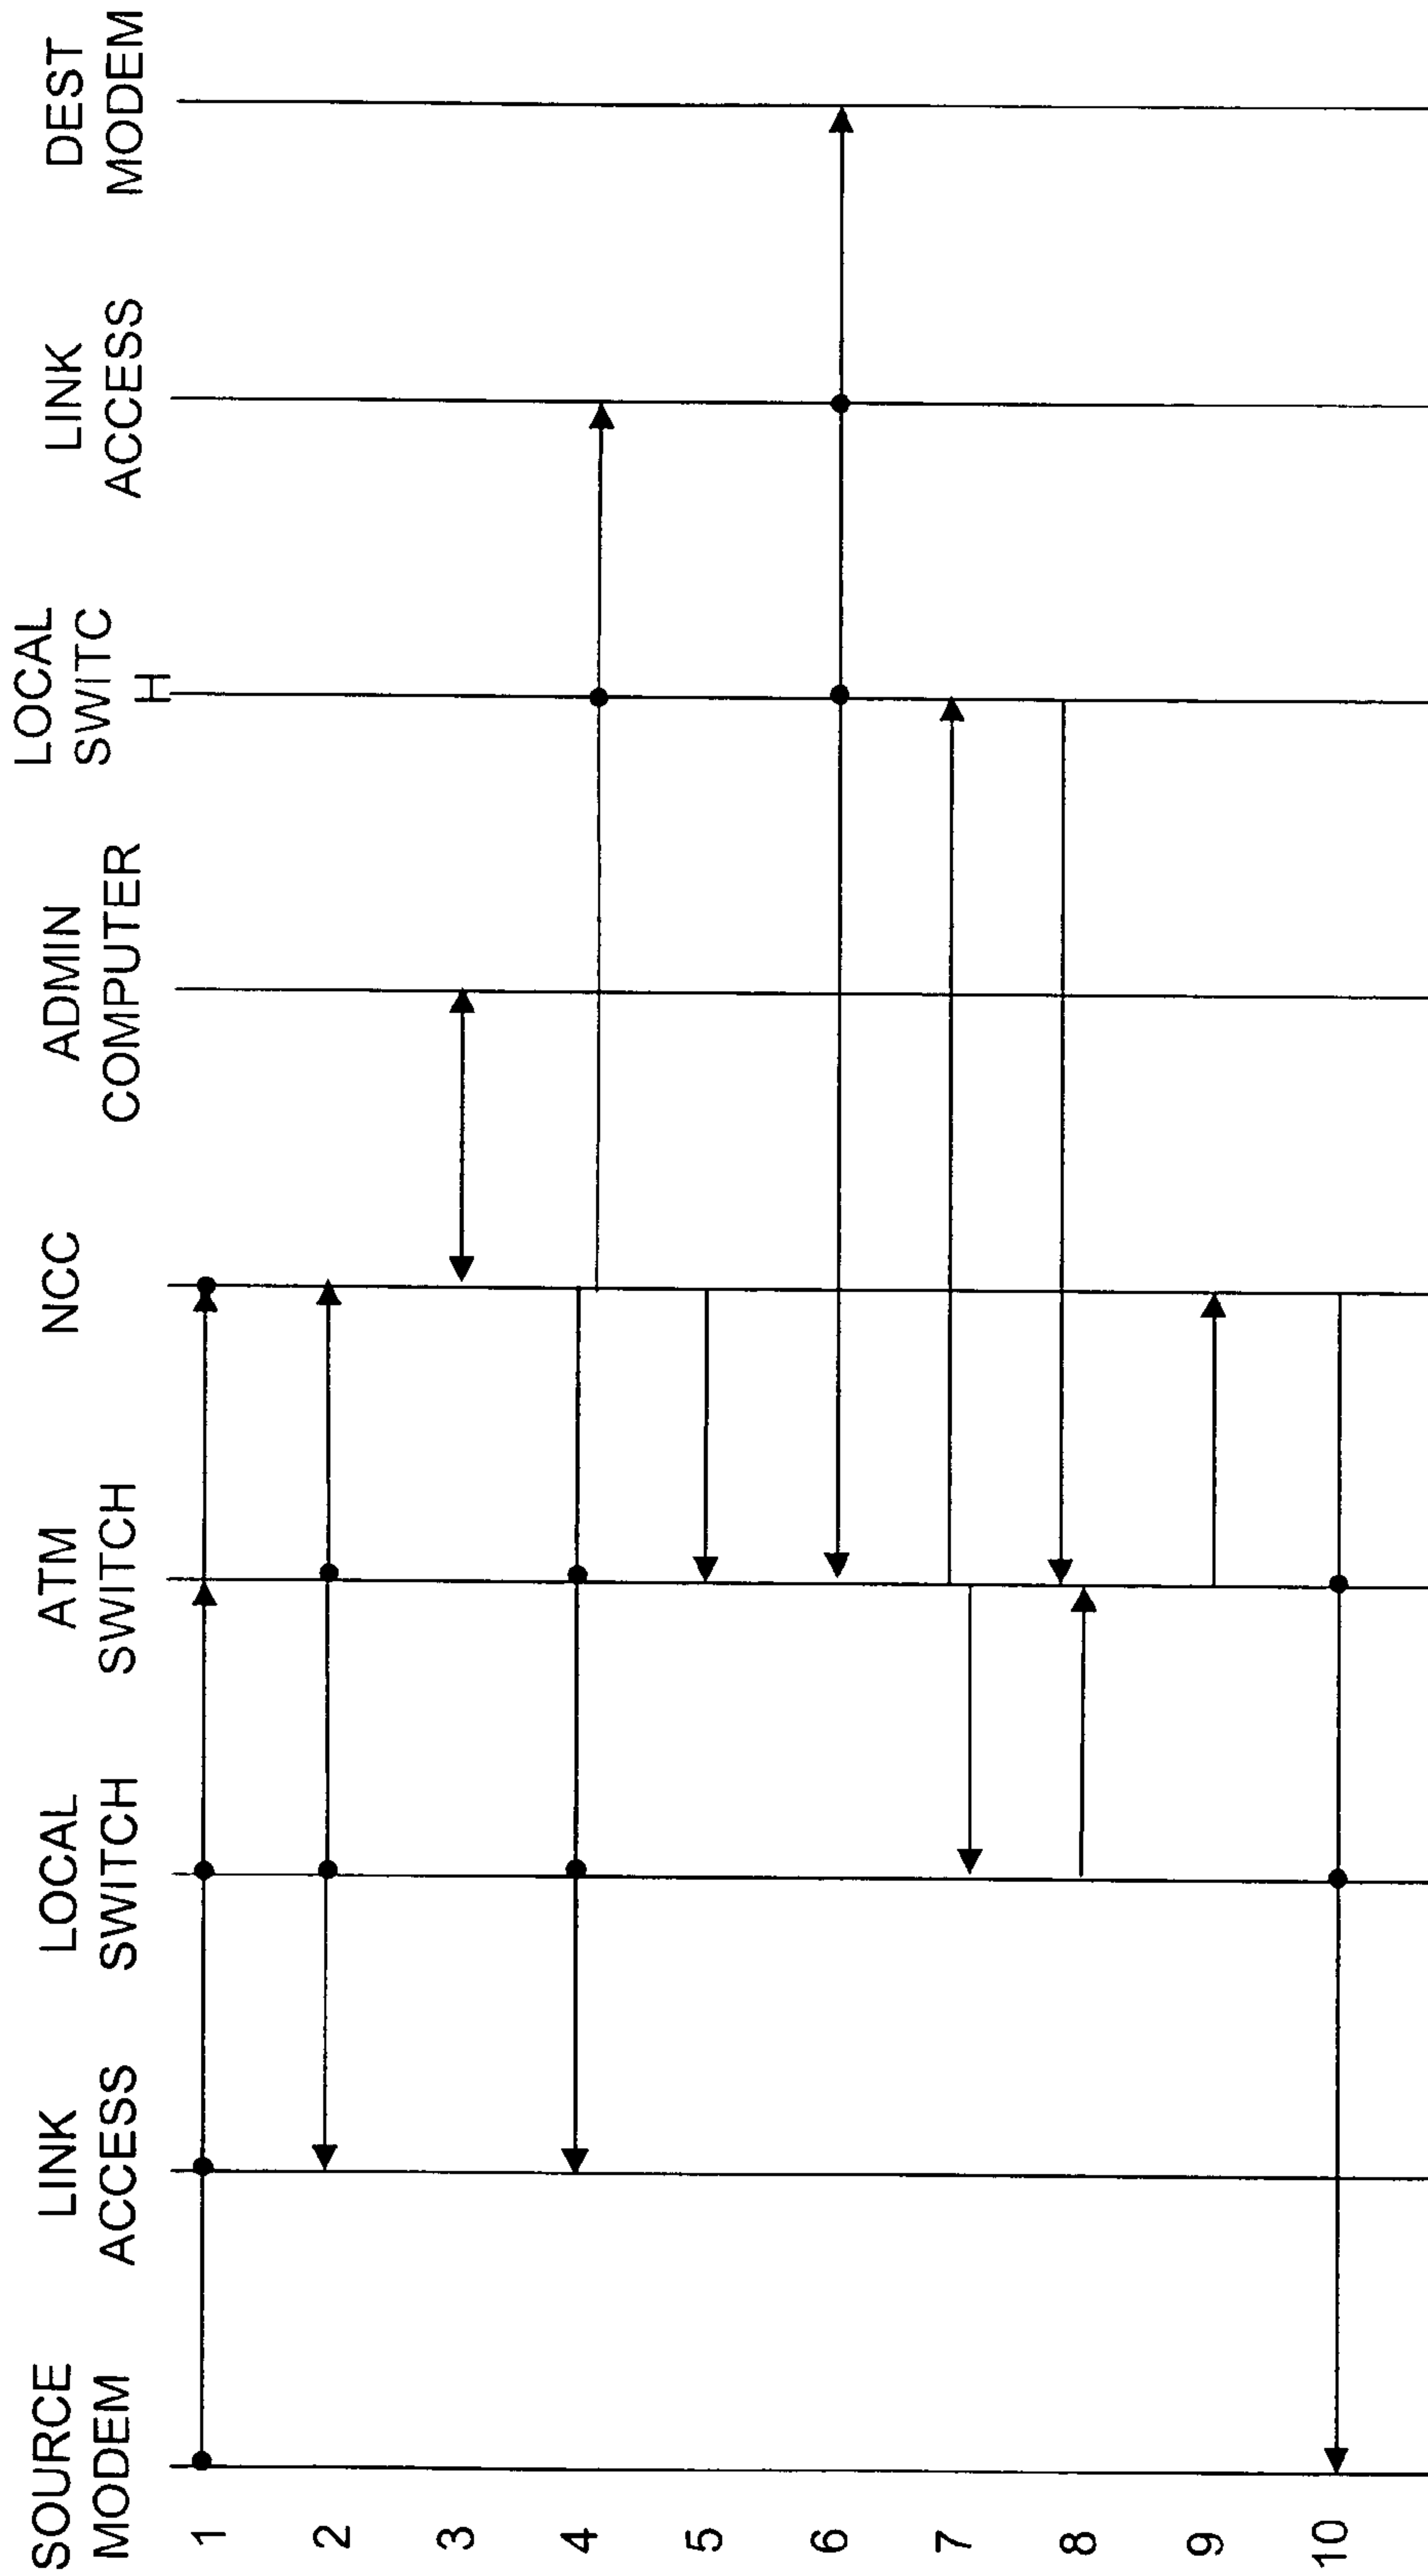 SOURCE
MODEM
LINK
ACCESS
LOCAL
SWITCH
ATM
SWITCH
NCC
ADMIN
COMPUTER
LOCAL
SWITC
H
LINK
ACCESS
DEST
MODEM
1
2
3
4
5
6
7
8
9
10